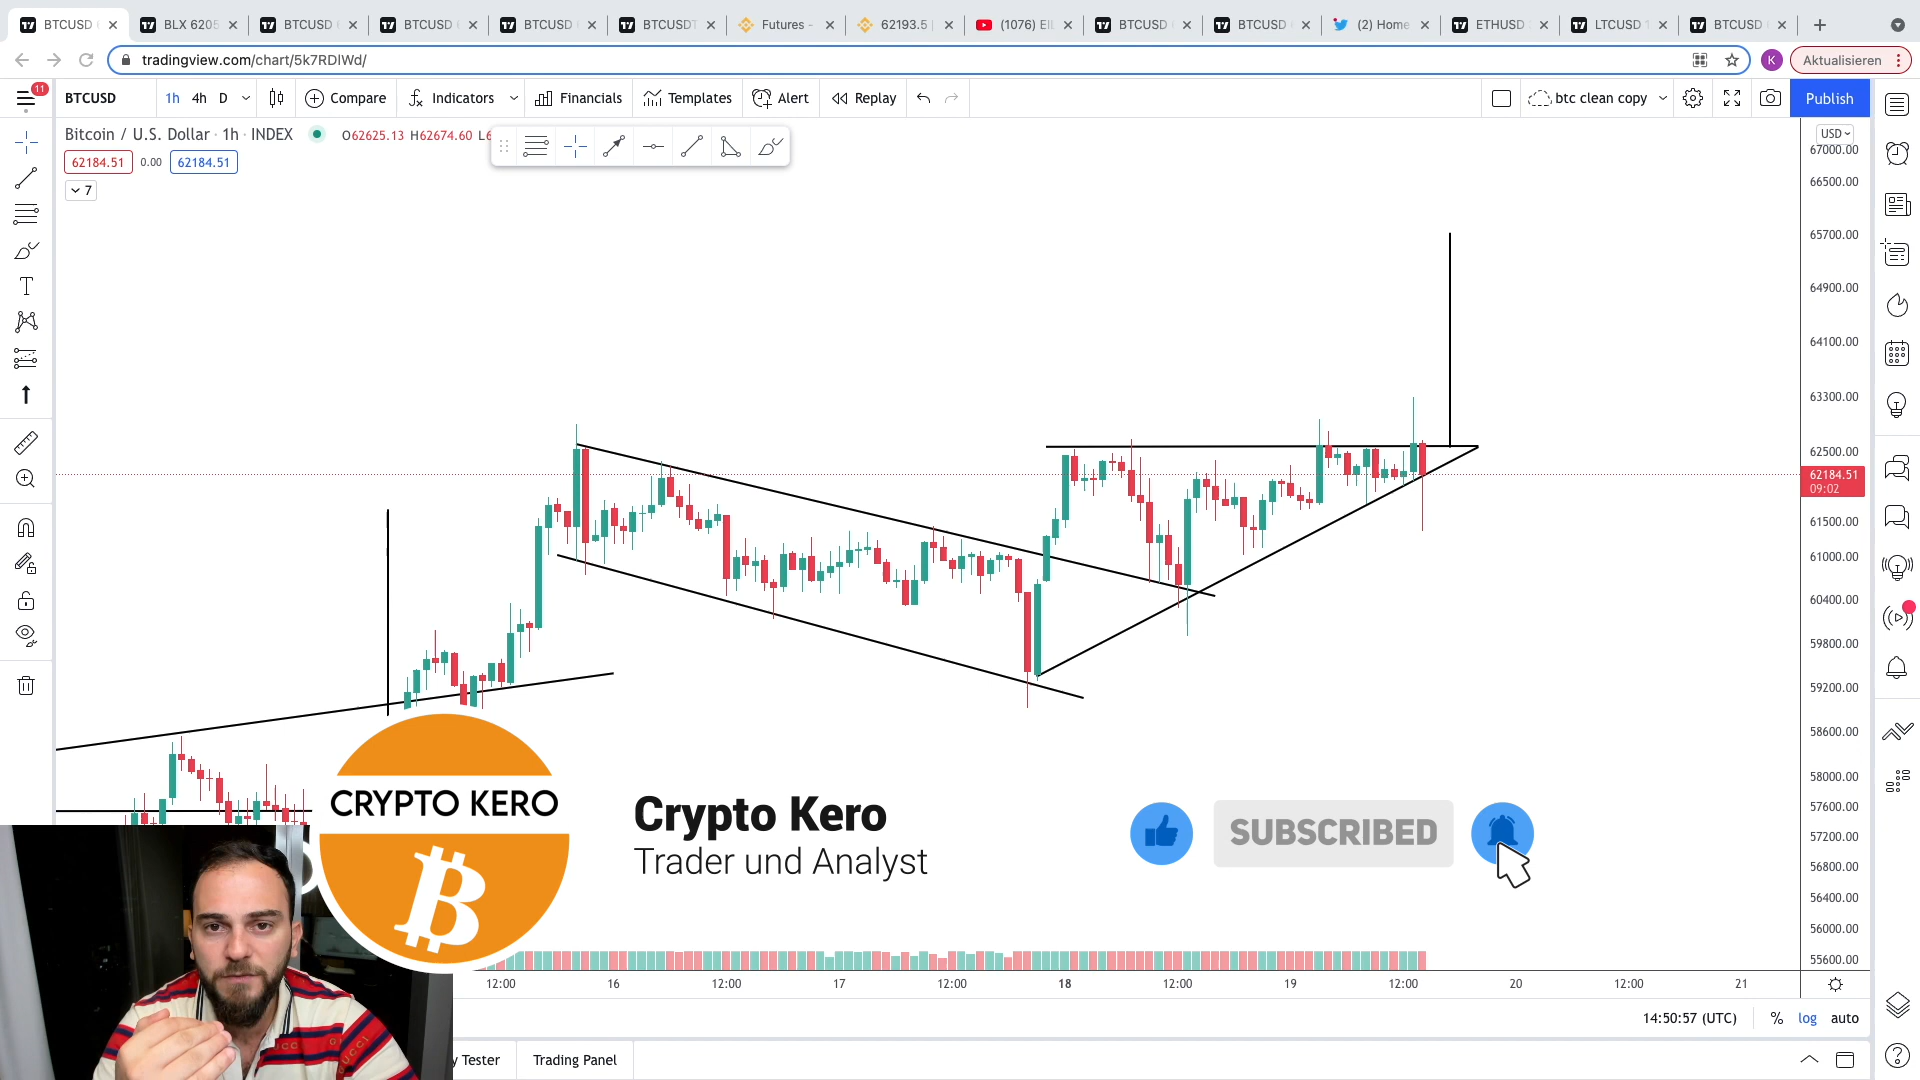 BTCUSD
BLX 6205
BTCUSD
BTCUSD
BTCUSD
BTCUSDT
Futures -
62193.5
(1076) EIL
BTCUSD
BTCUSD
(2) Home
ETHUSD
LTCUSD
BTCUSD
tradingview.com/chart/5k7RDlWd/
K
Aktualisieren
11
BTCUSD
1h 4h D
Compare
Indicators
Financials
Templates
Alert
Replay
btc clean copy
Publish
Bitcoin / U.S. Dollar · 1h · INDEX
O62625.13 H62674.60 L6
62184.51 0.00 62184.51
7
USD
67000.00
66500.00
65700.00
64900.00
64100.00
63300.00
62500.00
62184.51
09:02
61500.00
61000.00
60400.00
59800.00
59200.00
58600.00
58000.00
57600.00
57200.00
56800.00
56400.00
56000.00
55600.00
CRYPTO KERO
Crypto Kero
Trader und Analyst
SUBSCRIBED
GUCCI
12:00 16 12:00 17 12:00 18 12:00 19 12:00 20 12:00 21
14:50:57 (UTC) % log auto
y Tester
Trading Panel